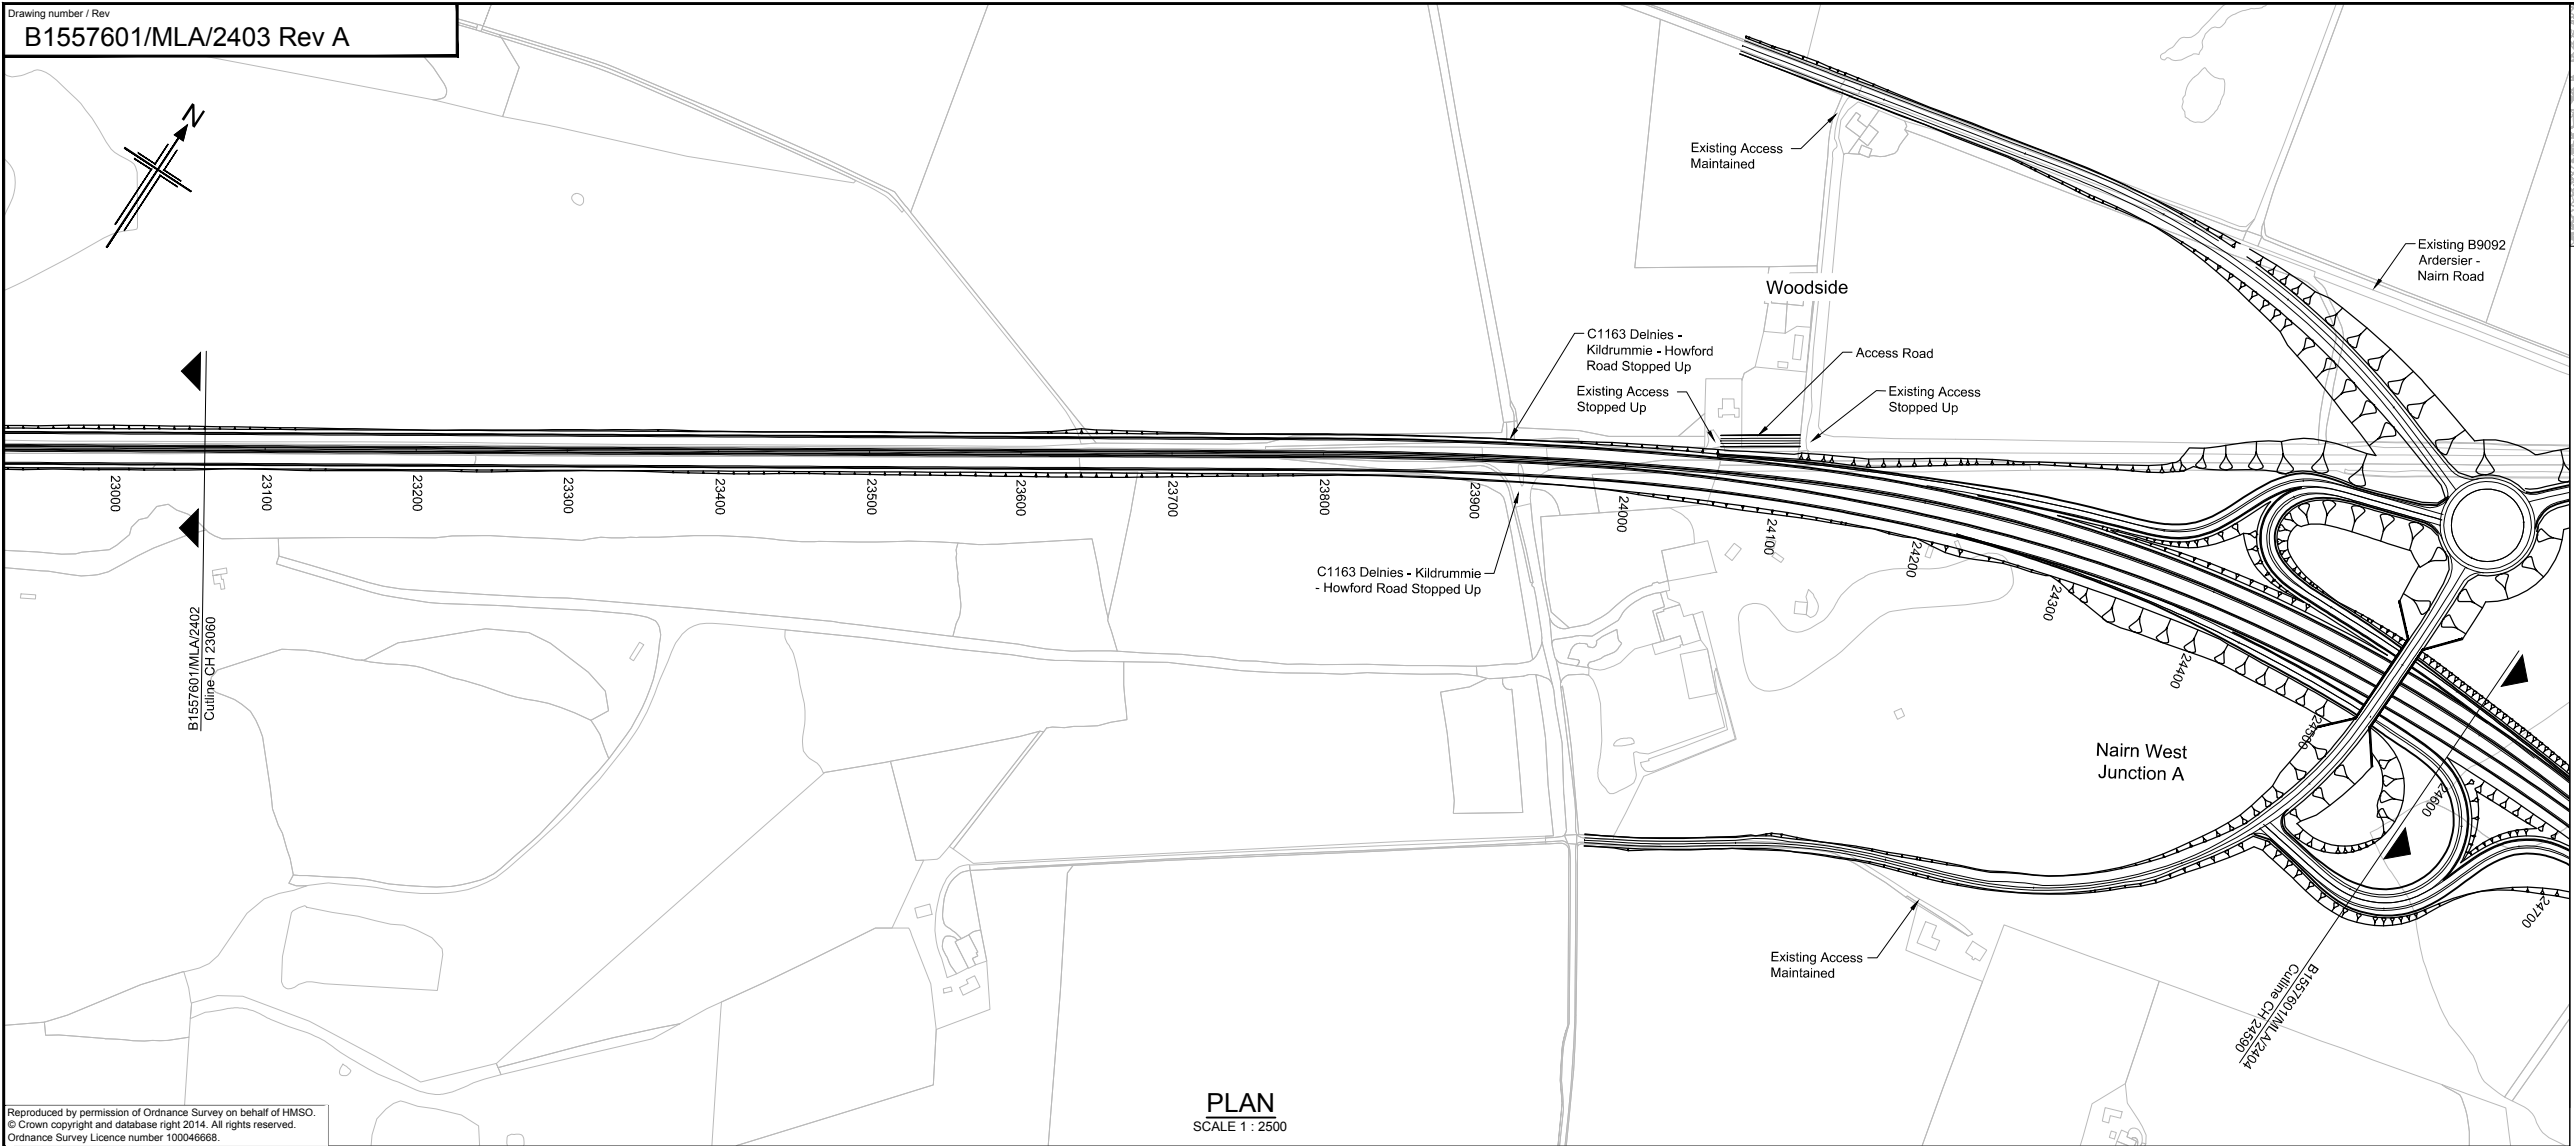 Drawing number / Rev
B1557601/MLA/2403 Rev A
N
Existing Access
Maintained
Existing B9092
Ardersier -
Nairn Road
Woodside
C1163 Delnies -
Kildrummie - Howford
Road Stopped Up
Access Road
Existing Access
Stopped Up
Existing Access
Stopped Up
23000
23100
23200
23300
23400
23500
23600
23700
23800
23900
24000
24100
24200
24300
24400
24500
24600
24700
C1163 Delnies - Kildrummie
- Howford Road Stopped Up
B1557601/MLA/2402
Cutline CH 23060
Nairn West
Junction A
Existing Access
Maintained
B1557601/MLA/2404
Cutline CH 24590
PLAN
SCALE 1 : 2500
Reproduced by permission of Ordnance Survey on behalf of HMSO.
© Crown copyright and database right 2014. All rights reserved.
Ordnance Survey Licence number 100046668.